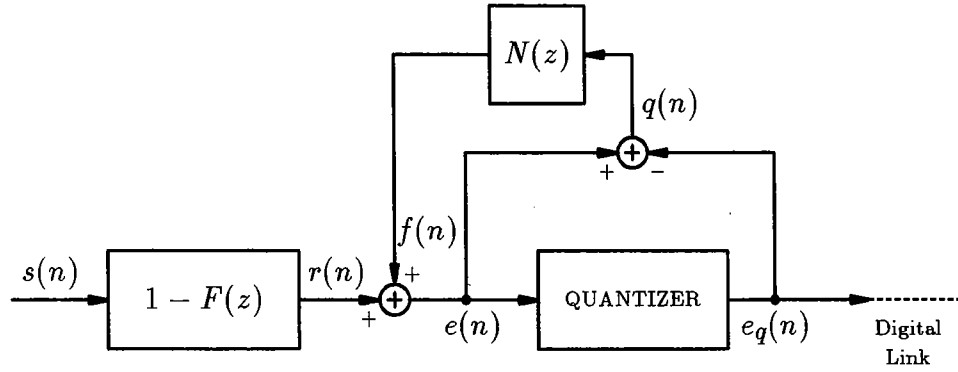 N(z)
q(n)
+
+ −
f(n)
+
s(n)
1 − F(z)
r(n)
+
+
e(n)
QUANTIZER
e_q(n)
Digital
Link